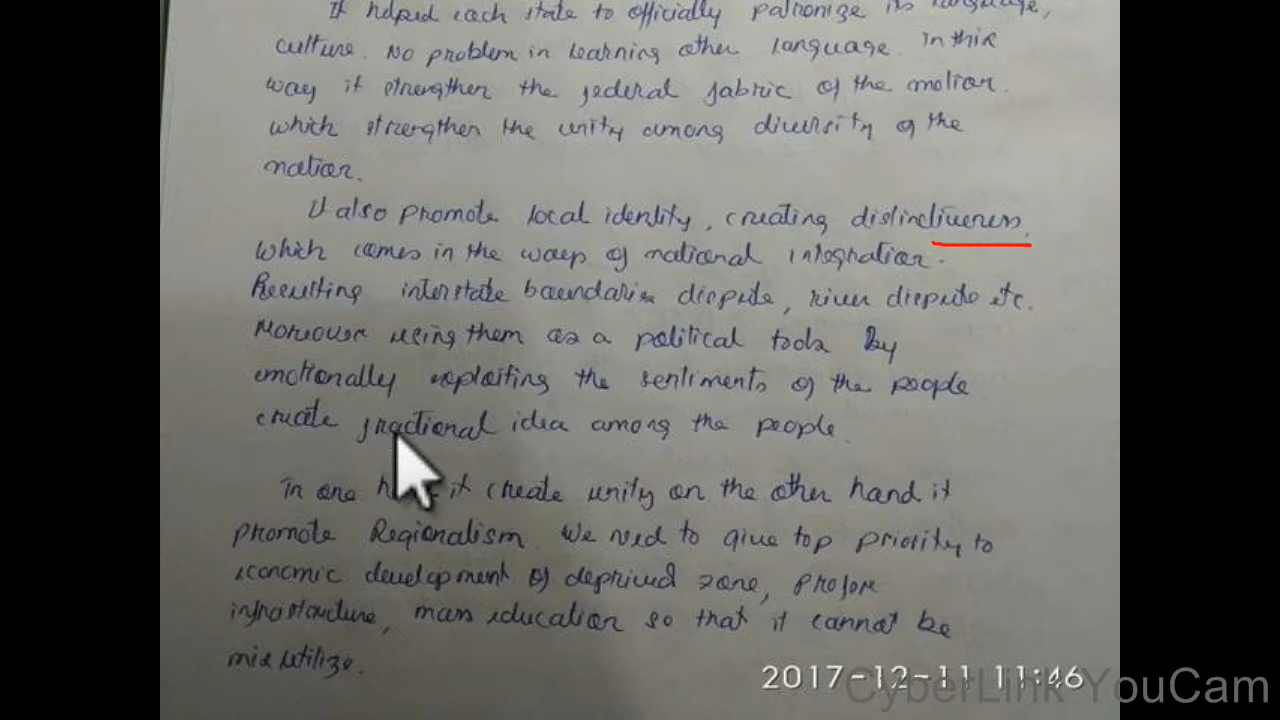 It helped each state to officially patronize its language,
culture. No problem in learning other language. In this
way it strengthen the federal fabric of the nation.
which strengthen the unity among diversity of the
nation.
It also promote local identity, creating distinctiveness.
which comes in the ways of national integration.
Resulting interstate boundaries dispute, river dispute etc.
Moreover using them as a political tools by
emotionally exploiting the sentiments of the people
create fractional idea among the people.
In one it create unity on the other hand it
promote Regionalism. We need to give top priority to
economic development of deprived zone,
infrastructure, mass education so that it cannot be
misutilize.
2017-12-11 11:46
CyberLink YouCam